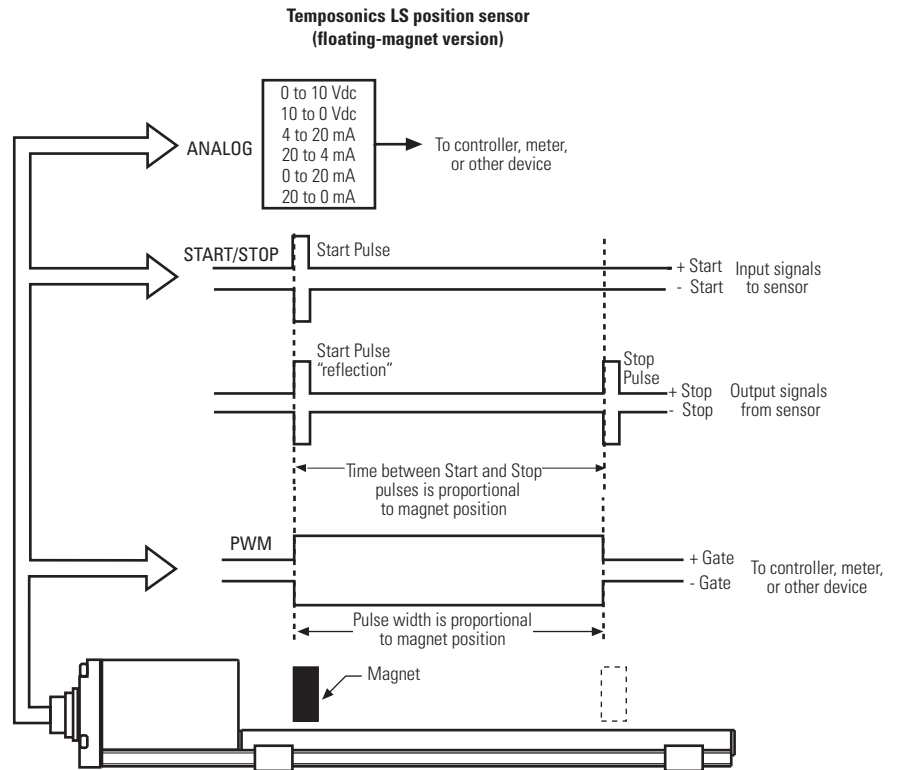 Temposonics LS position sensor
(floating-magnet version)
ANALOG
0 to 10 Vdc
10 to 0 Vdc
4 to 20 mA
20 to 4 mA
0 to 20 mA
20 to 0 mA
To controller, meter,
or other device
START/STOP
Start Pulse
+ Start
- Start
Input signals
to sensor
Start Pulse
“reflection”
Stop
Pulse
+ Stop
- Stop
Output signals
from sensor
Time between Start and Stop
pulses is proportional
to magnet position
PWM
+ Gate
- Gate
To controller, meter,
or other device
Pulse width is proportional
to magnet position
Magnet